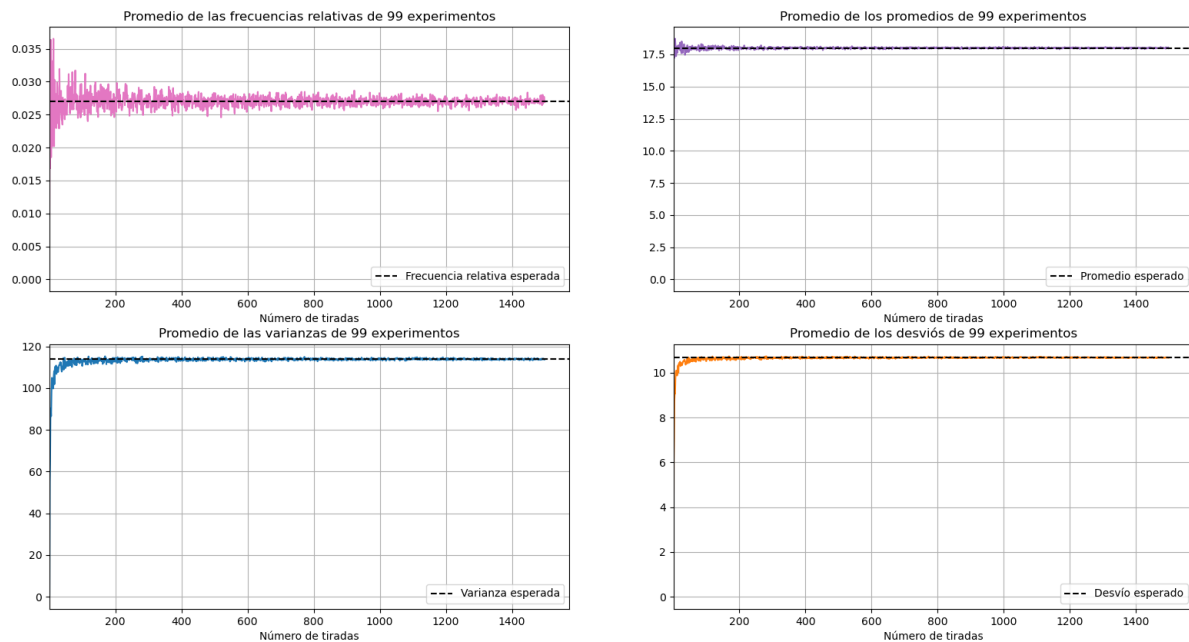 Promedio de las frecuencias relativas de 99 experimentos
0.035
0.030
0.025
0.020
0.015
0.010
0.005
0.000
Frecuencia relativa esperada
200 400 600 800 1000 1200 1400
Número de tiradas
Promedio de los promedios de 99 experimentos
17.5
15.0
12.5
10.0
7.5
5.0
2.5
0.0
Promedio esperado
200 400 600 800 1000 1200 1400
Número de tiradas
Promedio de las varianzas de 99 experimentos
120
100
80
60
40
20
0
Varianza esperada
200 400 600 800 1000 1200 1400
Número de tiradas
Promedio de los desviós de 99 experimentos
10
8
6
4
2
0
Desvío esperado
200 400 600 800 1000 1200 1400
Número de tiradas